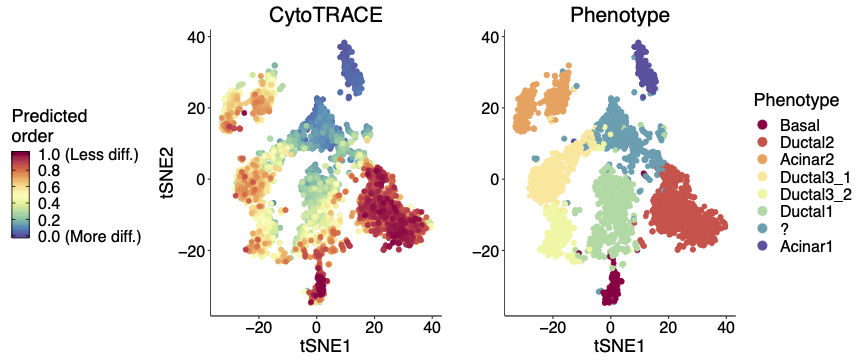 CytoTRACE
Phenotype
Predicted
order
1.0 (Less diff.)
0.8
0.6
0.4
0.2
0.0 (More diff.)
tSNE2
40
20
0
−20
−20 0 20 40
tSNE1
40
20
0
−20
−20 0 20 40
tSNE1
Phenotype
Basal
Ductal2
Acinar2
Ductal3_1
Ductal3_2
Ductal1
?
Acinar1